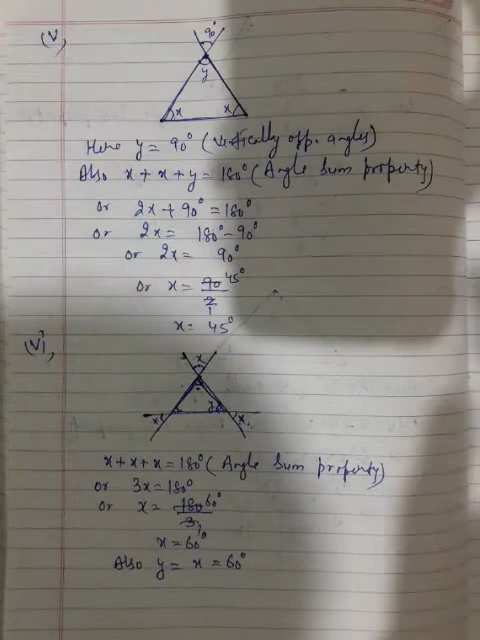 (V)
90°
y
x x
Here y = 90° (Vertically opp. angles)
Also x + x + y = 180° (Angle Sum property)
or 2x + 90° = 180°
or 2x = 180° - 90°
or 2x = 90°
or x = 90° 45°
2 1
x = 45°
(VI)
x
x y x
x + x + x = 180° (Angle Sum property)
or 3x = 180°
or x = 180 60°
3 1
x = 60°
Also y = x = 60°